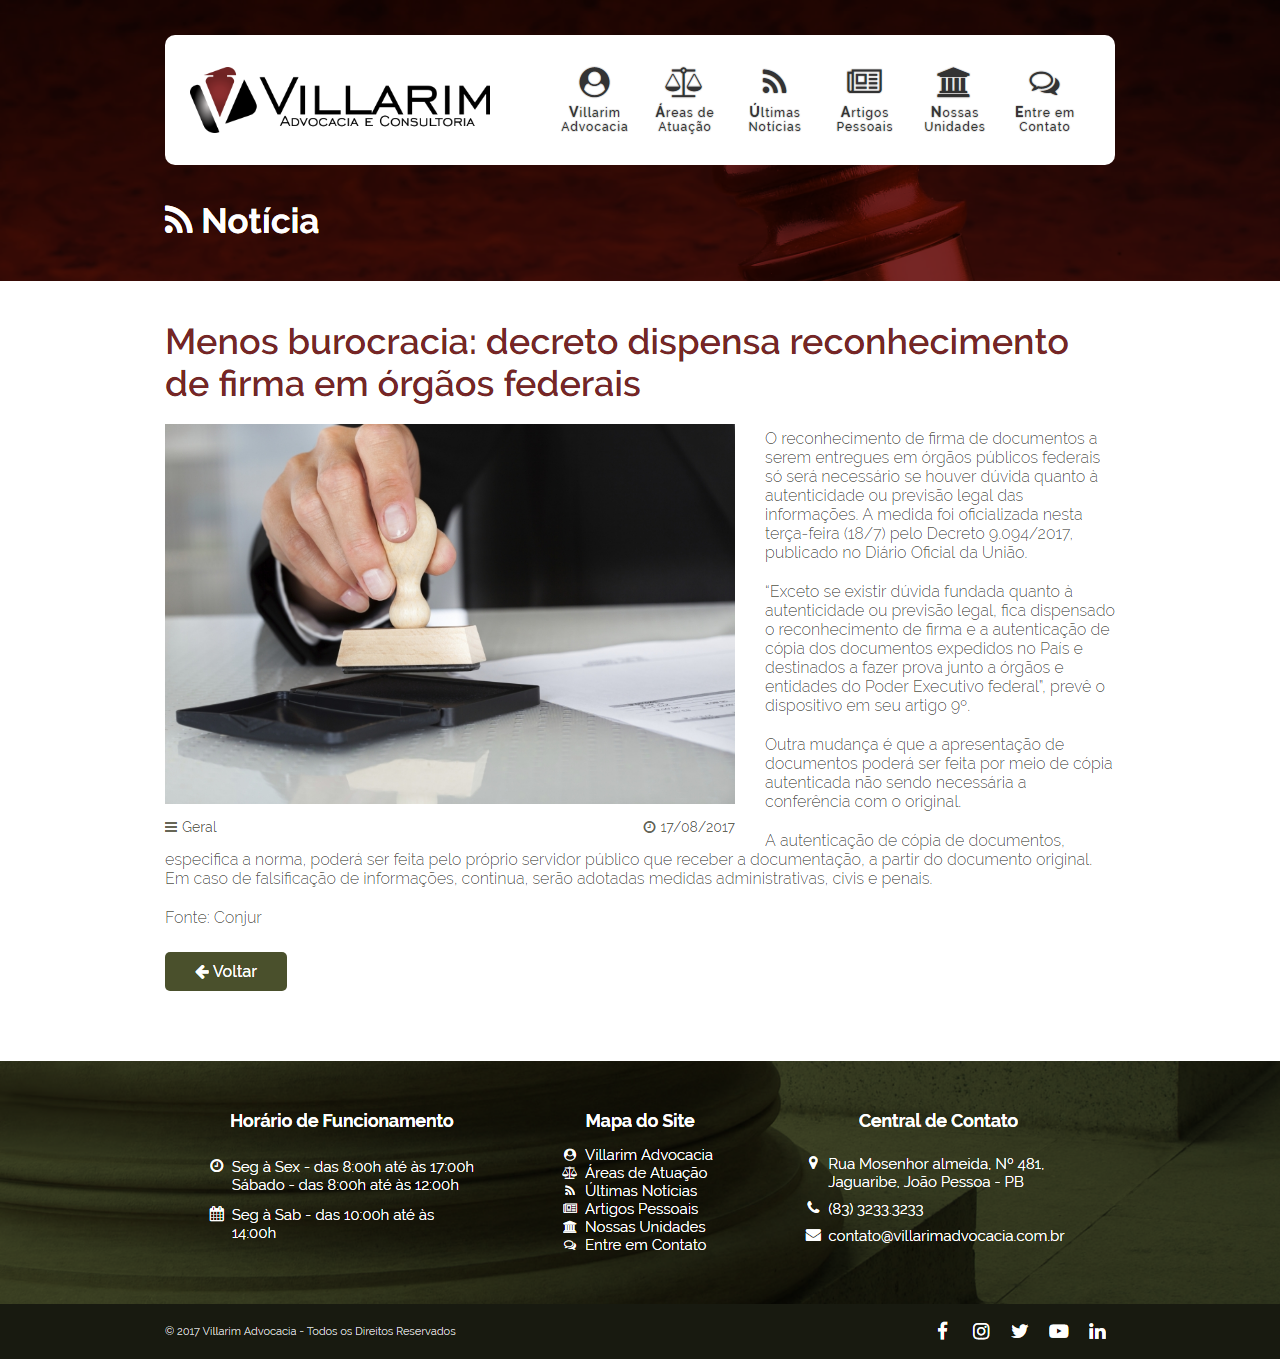 VILLARIM
ADVOCACIA E CONSULTORIA
Villarim
Advocacia
Áreas de
Atuação
Últimas
Notícias
Artigos
Pessoais
Nossas
Unidades
Entre em
Contato
Notícia
Menos burocracia: decreto dispensa reconhecimento
de firma em órgãos federais
O reconhecimento de firma de documentos a
serem entregues em órgãos públicos federais
só será necessário se houver dúvida quanto à
autenticidade ou previsão legal das
informações. A medida foi oficializada nesta
terça-feira (18/7) pelo Decreto 9.094/2017,
publicado no Diário Oficial da União.
“Exceto se existir dúvida fundada quanto à
autenticidade ou previsão legal, fica dispensado
o reconhecimento de firma e a autenticação de
cópia dos documentos expedidos no País e
destinados a fazer prova junto a órgãos e
entidades do Poder Executivo federal”, prevê o
dispositivo em seu artigo 9º.
Outra mudança é que a apresentação de
documentos poderá ser feita por meio de cópia
autenticada não sendo necessária a
conferência com o original.
Geral
17/08/2017
A autenticação de cópia de documentos,
especifica a norma, poderá ser feita pelo próprio servidor público que receber a documentação, a partir do documento original.
Em caso de falsificação de informações, continua, serão adotadas medidas administrativas, civis e penais.
Fonte: Conjur
Voltar
Horário de Funcionamento
Seg à Sex - das 8:00h até às 17:00h
Sábado - das 8:00h até às 12:00h
Seg à Sab - das 10:00h até às
14:00h
Mapa do Site
Villarim Advocacia
Áreas de Atuação
Últimas Notícias
Artigos Pessoais
Nossas Unidades
Entre em Contato
Central de Contato
Rua Mosenhor almeida, Nº 481,
Jaguaribe, João Pessoa - PB
(83) 3233.3233
contato@villarimadvocacia.com.br
© 2017 Villarim Advocacia - Todos os Direitos Reservados